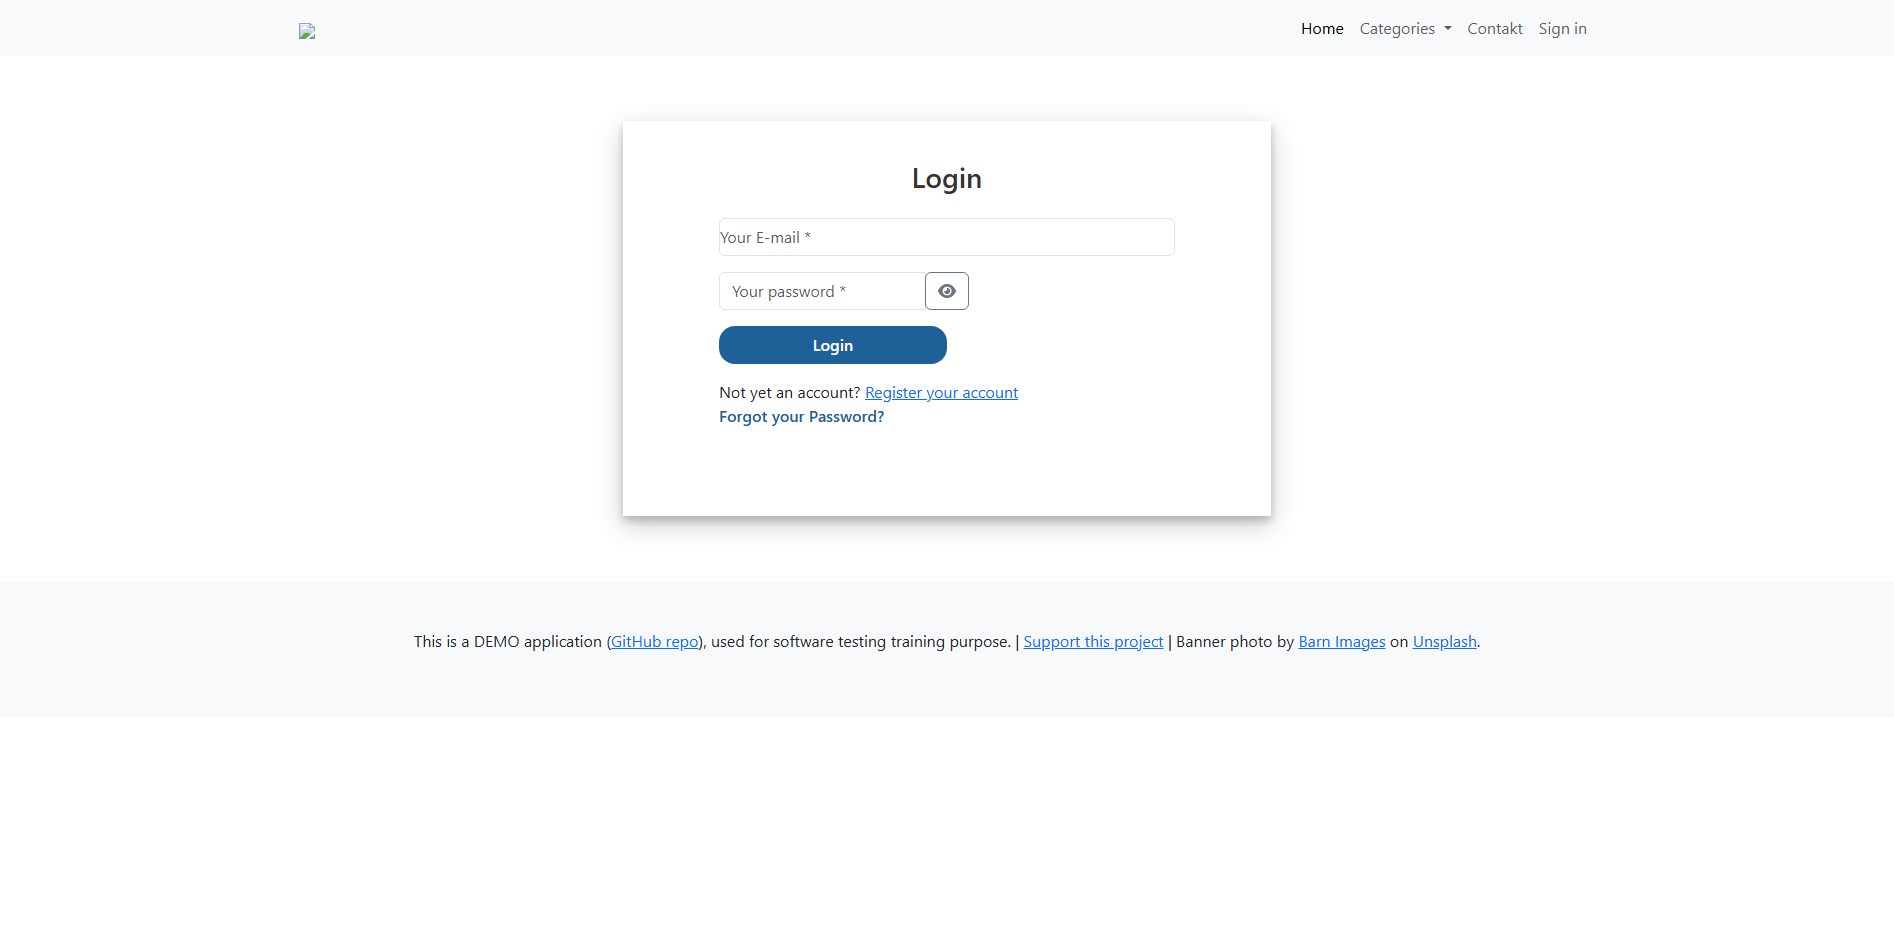 Home Categories Contakt Sign in
Login
Your E-mail *
Your password *
Login
Not yet an account? Register your account
Forgot your Password?
This is a DEMO application (GitHub repo), used for software testing training purpose. | Support this project | Banner photo by Barn Images on Unsplash.